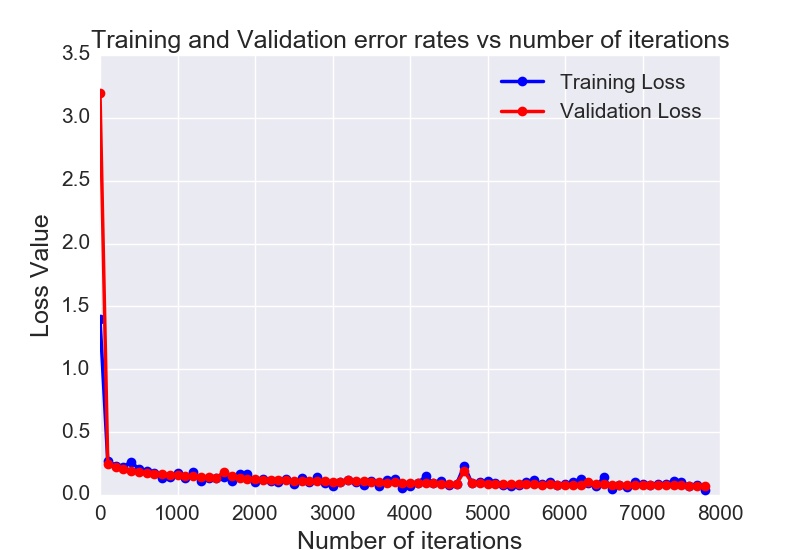 Training and Validation error rates vs number of iterations
3.5
3.0
2.5
2.0
1.5
1.0
0.5
0.0
Loss Value
Training Loss
Validation Loss
0 1000 2000 3000 4000 5000 6000 7000 8000
Number of iterations